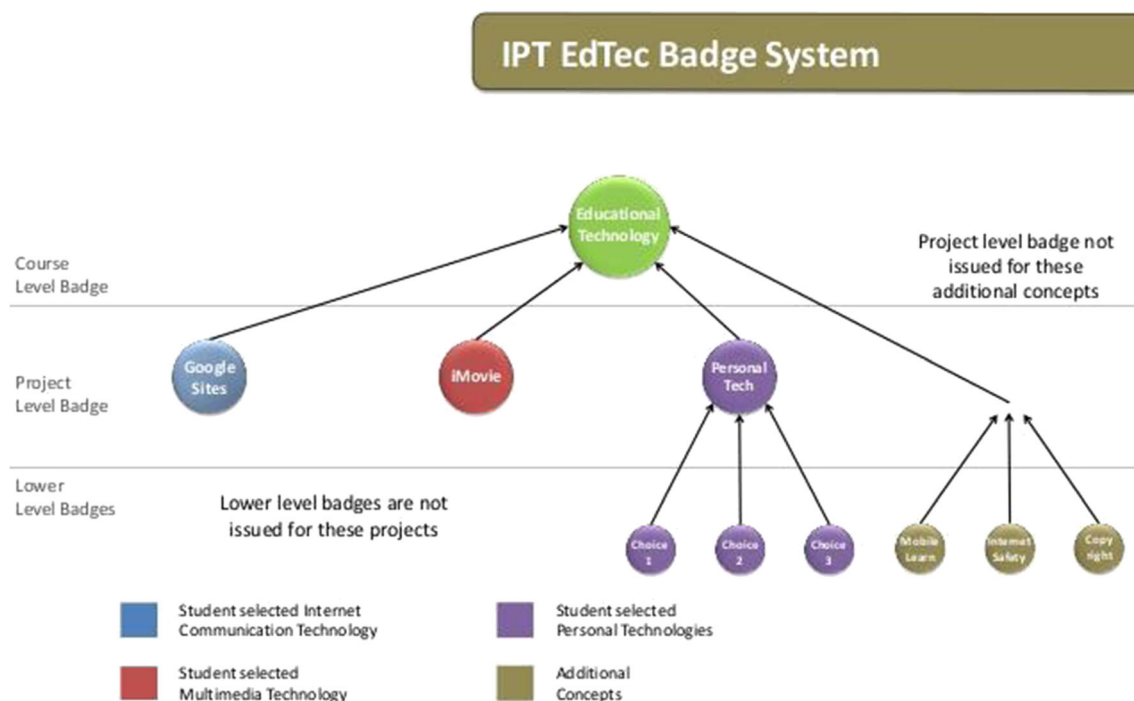 IPT EdTec Badge System
Educational
Technology
Project level badge not
issued for these
additional concepts
Course
Level Badge
Google
Sites
iMovie
Personal
Tech
Project
Level Badge
Lower
Level Badges
Lower level badges are not
issued for these projects
Choice
1
Choice
2
Choice
3
Mobile
Learn
Internet
Safety
Copy
right
Student selected Internet
Communication Technology
Student selected
Personal Technologies
Student selected
Multimedia Technology
Additional
Concepts